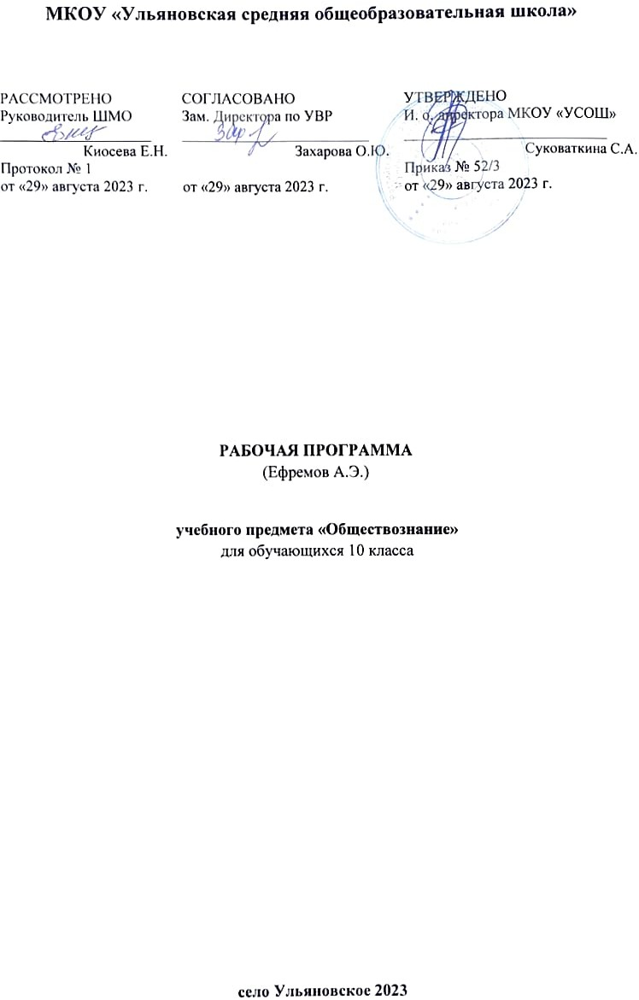 МКОУ «Ульяновская средняя общеобразовательная школа»
РАССМОТРЕНО
Руководитель ШМО
Киосева Е.Н.
Протокол № 1
от «29» августа 2023 г.
СОГЛАСОВАНО
Зам. Директора по УВР
Захарова О.Ю.
от «29» августа 2023 г.
УТВЕРЖДЕНО
И. о. директора МКОУ «УСОШ»
Суковаткина С.А.
Приказ № 52/3
от «29» августа 2023 г.
РАБОЧАЯ ПРОГРАММА
(Ефремов А.Э.)
учебного предмета «Обществознание»
для обучающихся 10 класса
село Ульяновское 2023